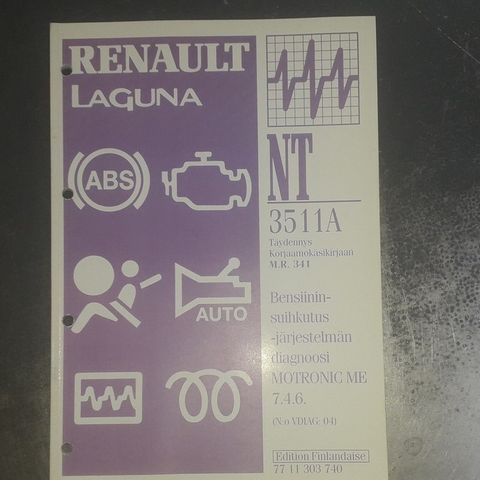 RENAULT
LAGUNA
ABS
AUTO
NT
3511A
Täydennys
Korjaamokäsikirjaan
M.R. 341
Bensiinin-
suihkutus
-järjestelmän
diagnoosi
MOTRONIC ME
7.4.6.
(N:o VDIAG: 04)
Edition Finlandaise
77 11 303 740